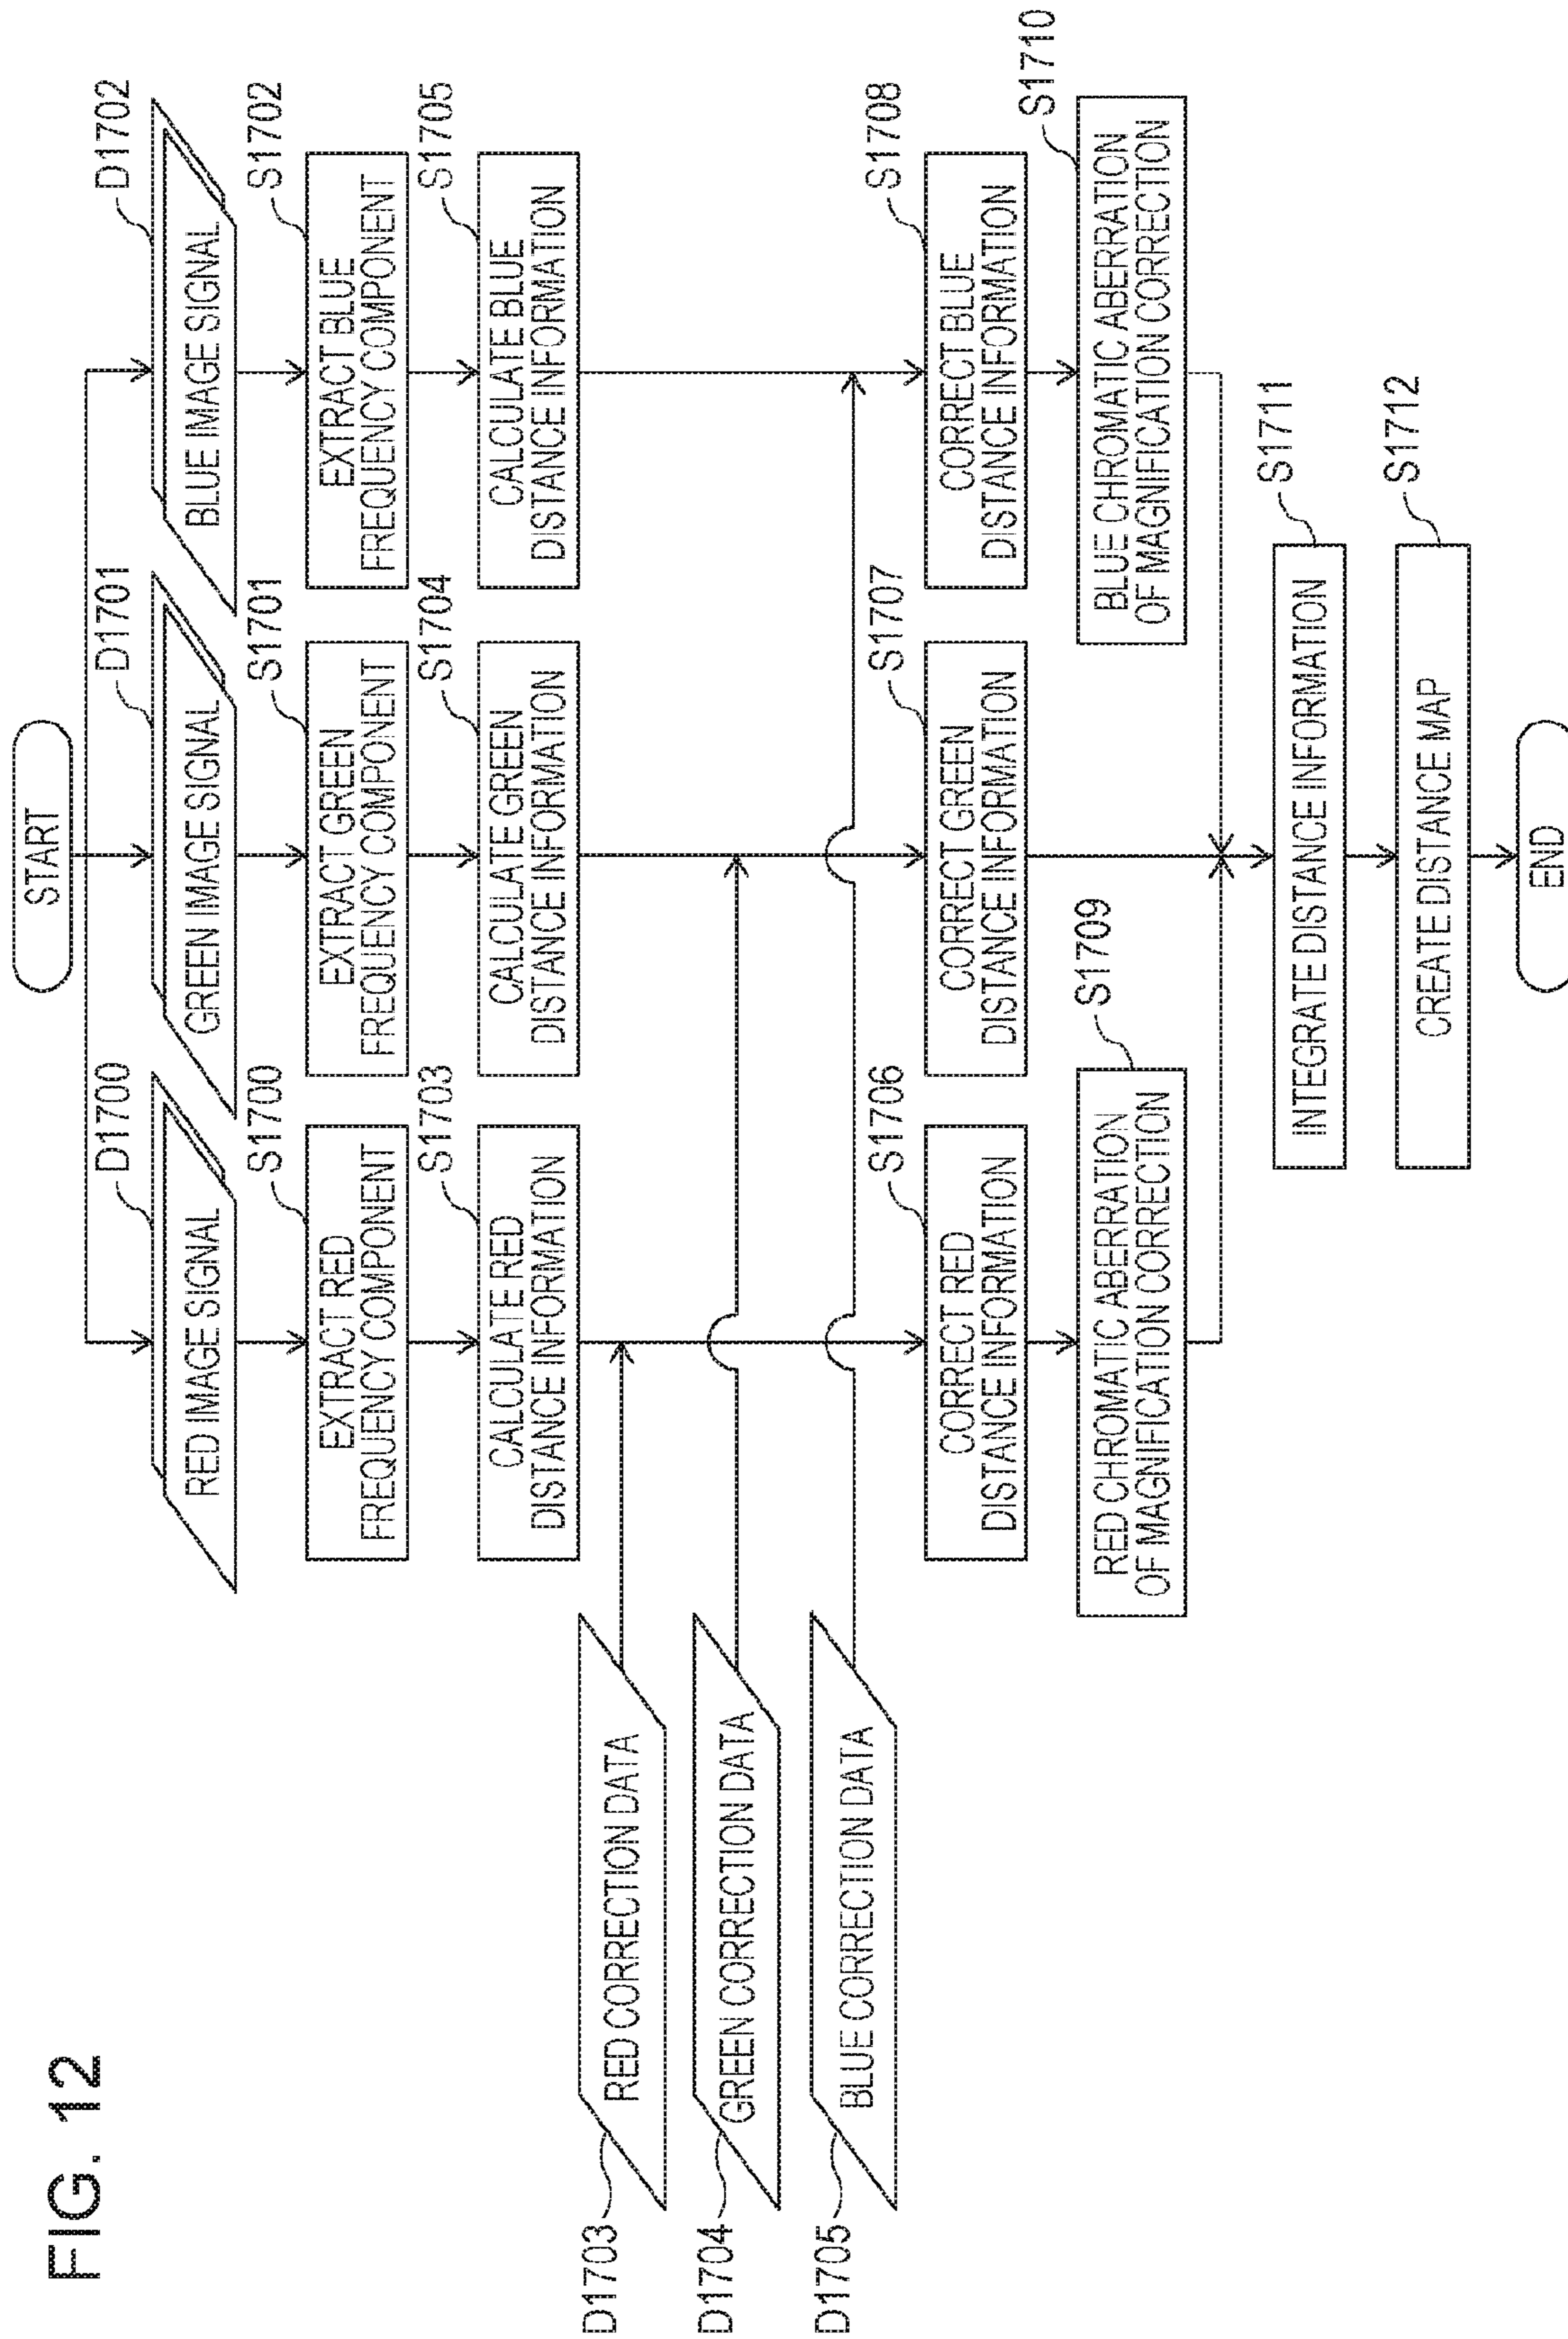 FIG. 12
START
D1700
RED IMAGE SIGNAL
D1701
GREEN IMAGE SIGNAL
D1702
BLUE IMAGE SIGNAL
S1700
EXTRACT RED
FREQUENCY COMPONENT
S1701
EXTRACT GREEN
FREQUENCY COMPONENT
S1702
EXTRACT BLUE
FREQUENCY COMPONENT
S1703
CALCULATE RED
DISTANCE INFORMATION
S1704
CALCULATE GREEN
DISTANCE INFORMATION
S1705
CALCULATE BLUE
DISTANCE INFORMATION
D1703
RED CORRECTION DATA
D1704
GREEN CORRECTION DATA
D1705
BLUE CORRECTION DATA
S1706
CORRECT RED
DISTANCE INFORMATION
S1707
CORRECT GREEN
DISTANCE INFORMATION
S1708
CORRECT BLUE
DISTANCE INFORMATION
S1709
RED CHROMATIC ABERRATION
OF MAGNIFICATION CORRECTION
S1710
BLUE CHROMATIC ABERRATION
OF MAGNIFICATION CORRECTION
S1711
INTEGRATE DISTANCE INFORMATION
S1712
CREATE DISTANCE MAP
END